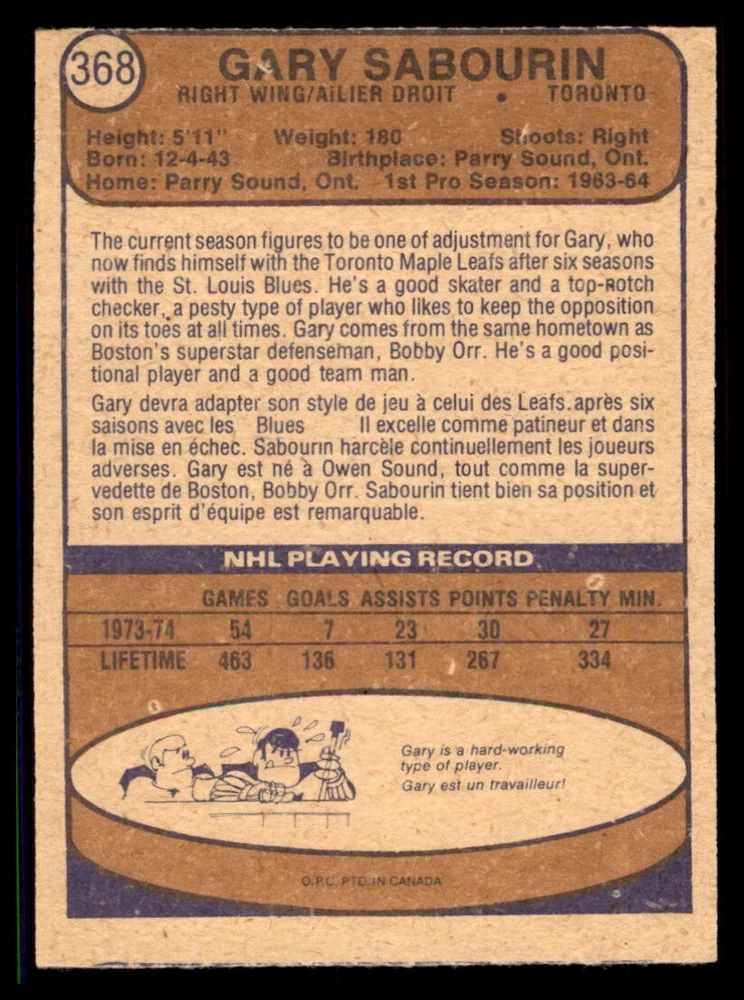 368
GARY SABOURIN
RIGHT WING/AILIER DROIT • TORONTO
Height: 5'11" Weight: 180 Shoots: Right
Born: 12-4-43 Birthplace: Parry Sound, Ont.
Home: Parry Sound, Ont. 1st Pro Season: 1963-64
The current season figures to be one of adjustment for Gary, who
now finds himself with the Toronto Maple Leafs after six seasons
with the St. Louis Blues. He's a good skater and a top-notch
checker, a pesty type of player who likes to keep the opposition
on its toes at all times. Gary comes from the same hometown as
Boston's superstar defenseman, Bobby Orr. He's a good posi-
tional player and a good team man.
Gary devra adapter son style de jeu à celui des Leafs.après six
saisons avec les Blues Il excelle comme patineur et dans
la mise en échec. Sabourin harcèle continuellement les joueurs
adverses. Gary est né à Owen Sound, tout comme la super-
vedette de Boston, Bobby Orr. Sabourin tient bien sa position et
son esprit d'équipe est remarquable.
NHL PLAYING RECORD
GAMES GOALS ASSISTS POINTS PENALTY MIN.
1973-74 54 7 23 30 27
LIFETIME 463 136 131 267 334
Gary is a hard-working
type of player.
Gary est un travailleur!
O.P.C. PTD. IN CANADA